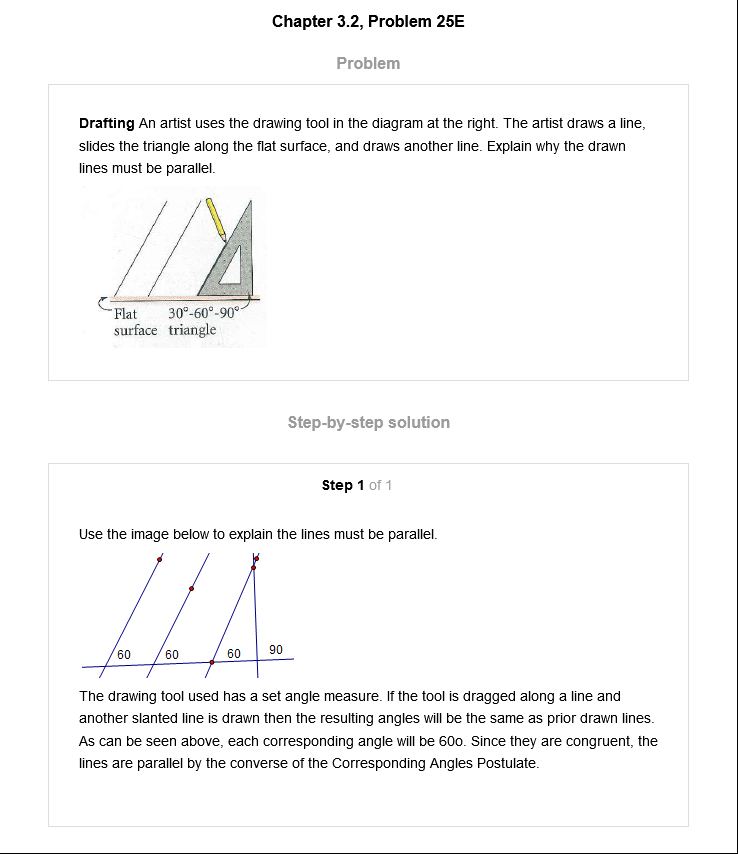 Chapter 3.2, Problem 25E
Problem
Drafting An artist uses the drawing tool in the diagram at the right. The artist draws a line,
slides the triangle along the flat surface, and draws another line. Explain why the drawn
lines must be parallel.
Flat 30°-60°-90°
surface triangle
Step-by-step solution
Step 1 of 1
Use the image below to explain the lines must be parallel.
60 60 60 90
The drawing tool used has a set angle measure. If the tool is dragged along a line and
another slanted line is drawn then the resulting angles will be the same as prior drawn lines.
As can be seen above, each corresponding angle will be 60o. Since they are congruent, the
lines are parallel by the converse of the Corresponding Angles Postulate.